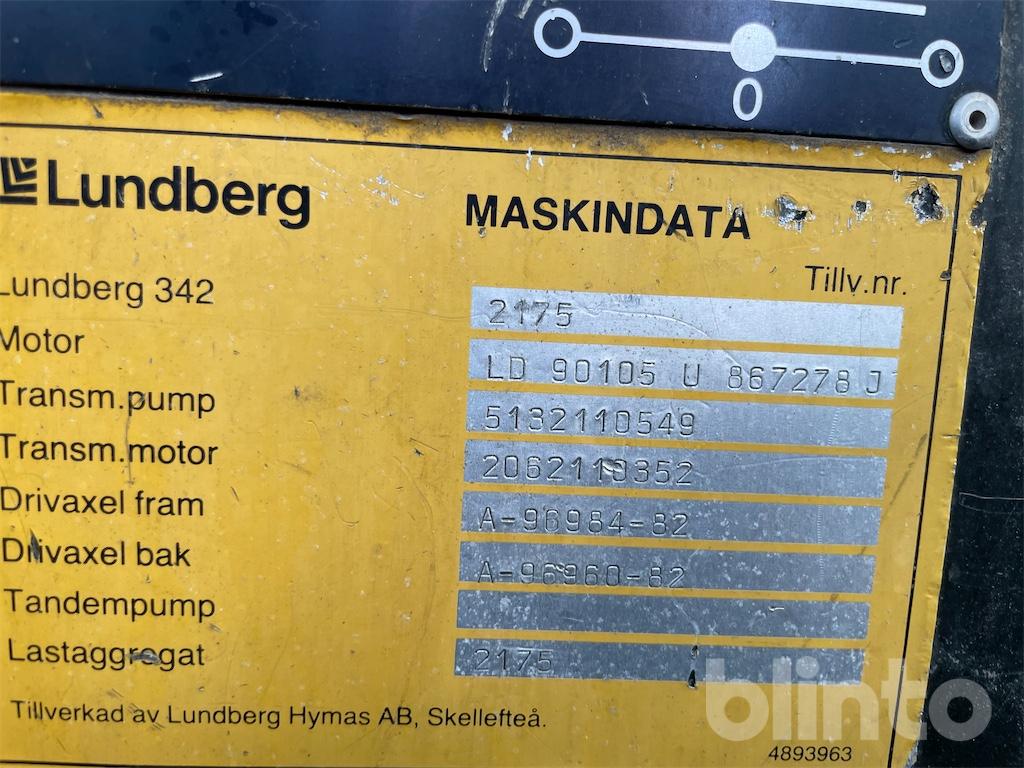 0
Lundberg MASKINDATA
Tillv.nr.
Lundberg 342 2175
Motor LD 90105 U 867278 J
Transm.pump 5132110549
Transm.motor 2062110352
Drivaxel fram A-96984-82
Drivaxel bak A-96960-82
Tandempump
Lastaggregat 2175
Tillverkad av Lundberg Hymas AB, Skellefteå.
4893963
blinto